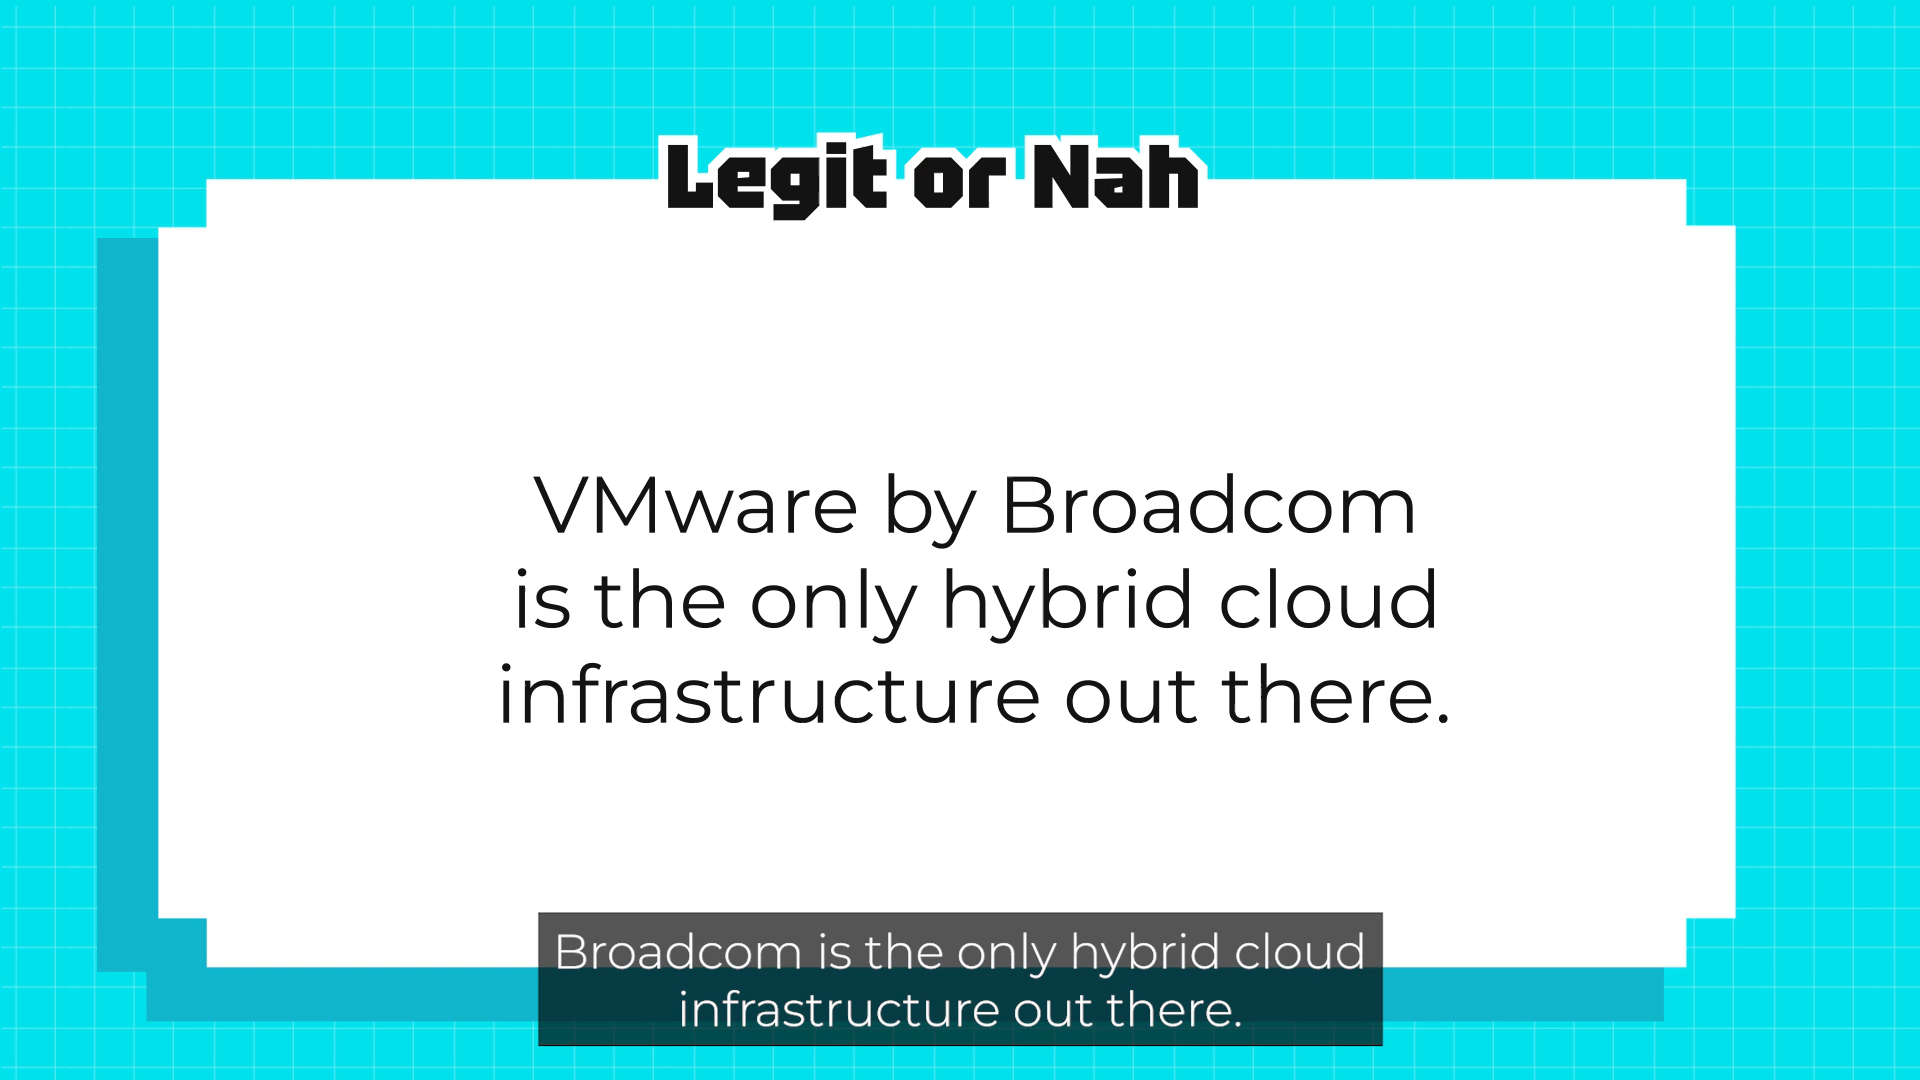 Legit or Nah
VMware by Broadcom
is the only hybrid cloud
infrastructure out there.
Broadcom is the only hybrid cloud
infrastructure out there.